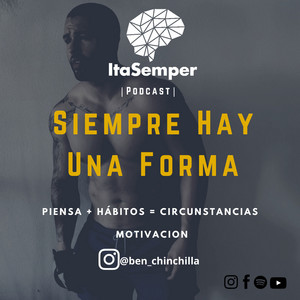 ItaSemper
|PODCAST|
SIEMPRE HAY
UNA FORMA
PIENSA + HÁBITOS = CIRCUNSTANCIAS
MOTIVACION
@ben_chinchilla